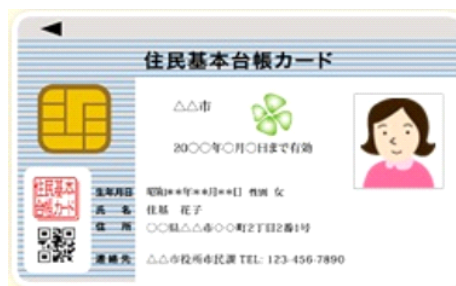 住民基本台帳カード
△△市
20○○年○月○日まで有効
住民基本
台帳カード
生年月日 昭和**年**月**日 性別 女
氏 名 住基 花子
住 所 ○○県△△市○○町2丁目2番1号
連絡先 △△市役所市民課 TEL: 123-456-7890